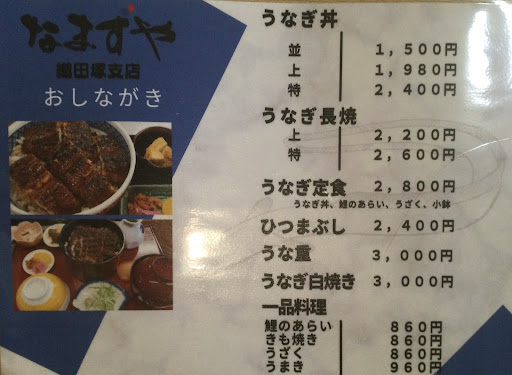 なまずや
織田塚支店
おしながき
うなぎ丼
並 1,500円
上 1,980円
特 2,400円
うなぎ長焼
上 2,200円
特 2,600円
うなぎ定食 2,800円
うなぎ丼、鯉のあらい、うざく、小鉢
ひつまぶし 2,400円
うな重 3,000円
うなぎ白焼き 3,000円
一品料理
鯉のあらい 860円
きも焼き 860円
うざく 860円
うまき 960円